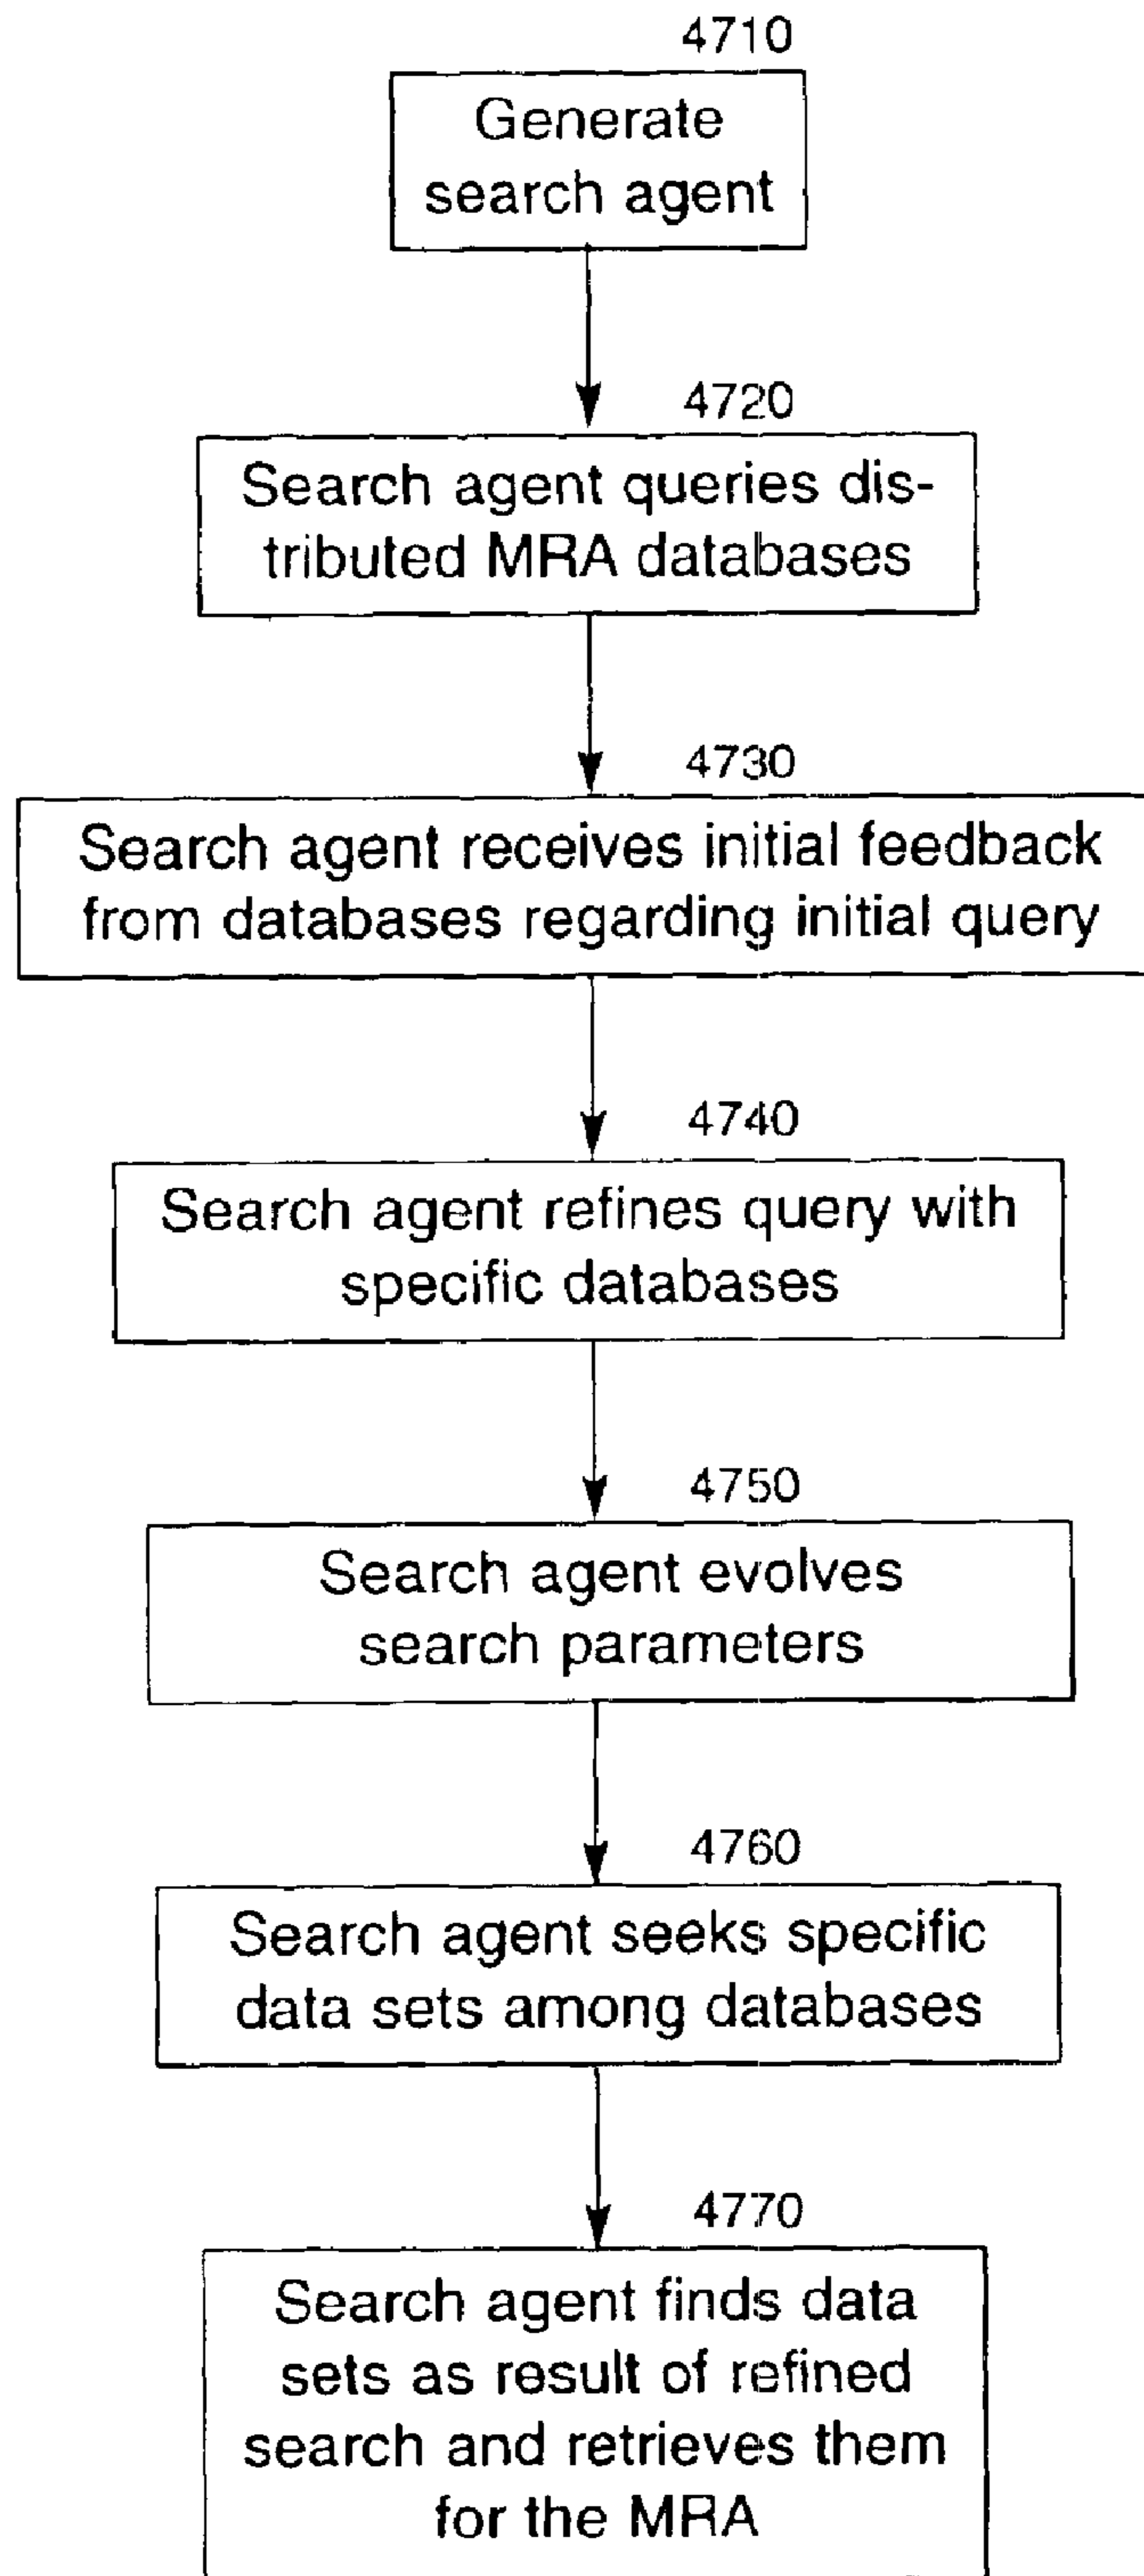 4710
Generate
search agent
4720
Search agent queries dis-
tributed MRA databases
4730
Search agent receives initial feedback
from databases regarding initial query
4740
Search agent refines query with
specific databases
4750
Search agent evolves
search parameters
4760
Search agent seeks specific
data sets among databases
4770
Search agent finds data
sets as result of refined
search and retrieves them
for the MRA